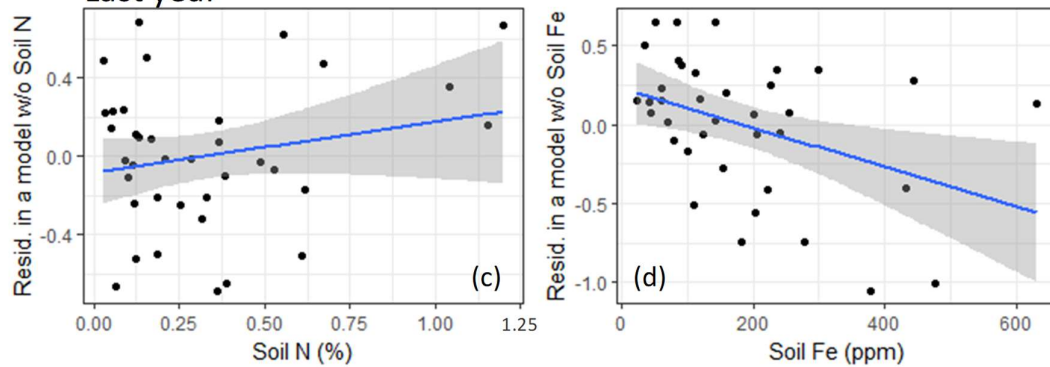 Last year
Resid. in a model w/o Soil N
0.4
0.0
-0.4
(c)
0.00 0.25 0.50 0.75 1.00 1.25
Soil N (%)
Resid. in a model w/o Soil Fe
0.5
0.0
-0.5
-1.0
(d)
0 200 400 600
Soil Fe (ppm)